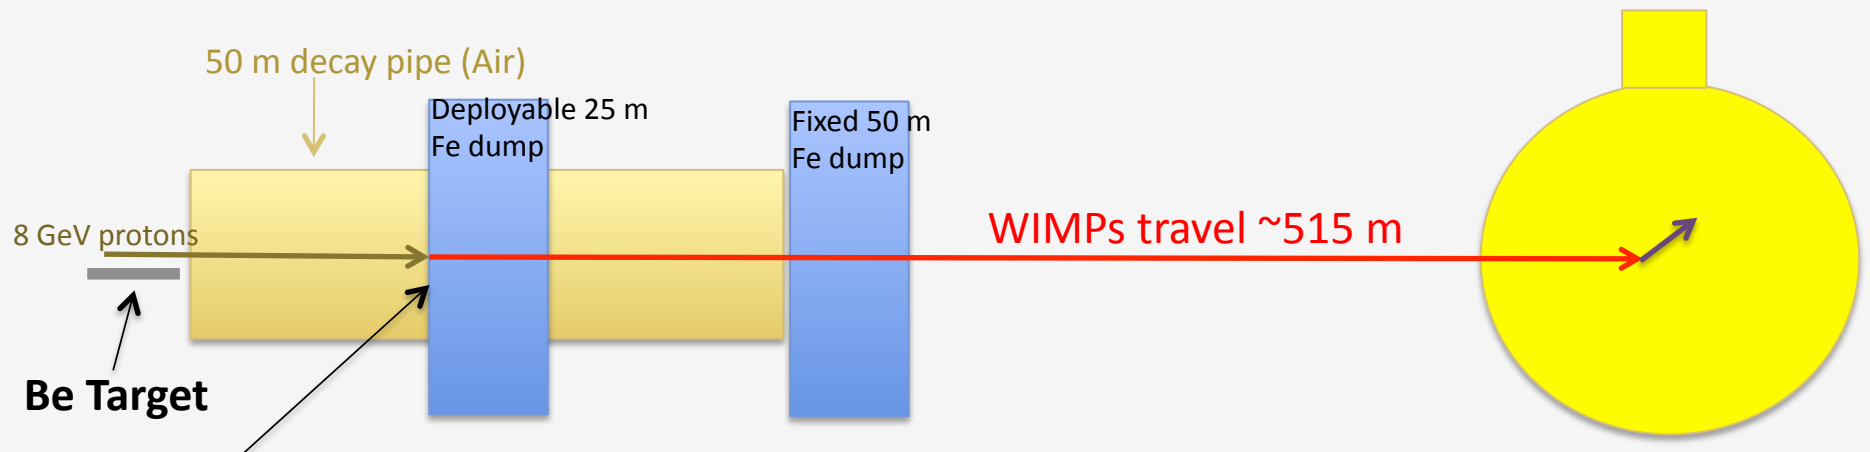 50 m decay pipe (Air)
Deployable 25 m
Fe dump
Fixed 50 m
Fe dump
8 GeV protons
WIMPs travel ~515 m
Be Target